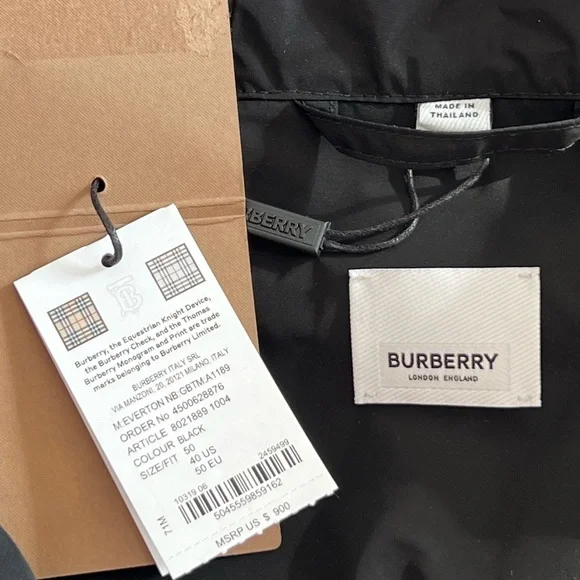 MADE IN
THAILAND
BERRY
BURBERRY
LONDON ENGLAND
Burberry, the Equestrian Knight Device,
the Burberry Check, and the Thomas
Burberry Monogram and Print are trade
marks belonging to Burberry Limited.
BURBERRY ITALY SRL
VIA MANZONI, 20, 20121 MILANO, ITALY
M:EVERTON:NB.GBTM.A1189
ORDER No 4500628876
ARTICLE 8021889 1004
COLOUR BLACK
SIZE/FIT 50
40 US
50 EU
10319 06 2459499
71M
5045559859162
MSRP US $ 900